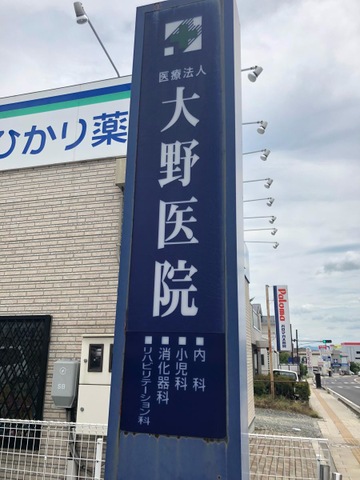 医療法人
大野医院
■内科
■小児科
■消化器科
■リハビリテーション科
ひかり薬
Paloma